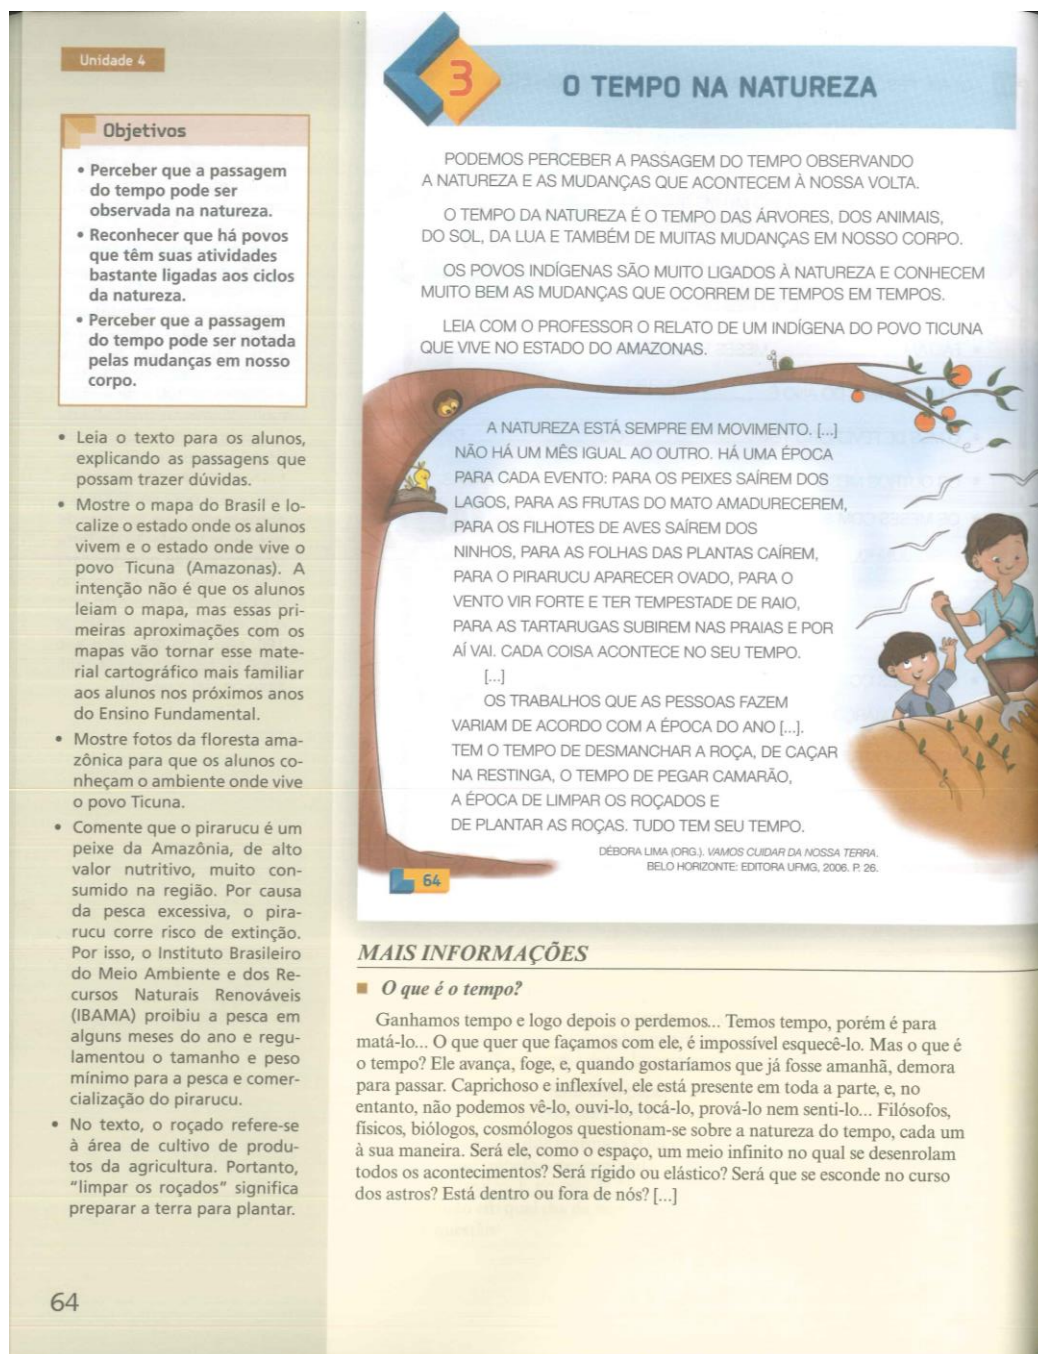 Unidade 4
Objetivos
• Perceber que a passagem
do tempo pode ser
observada na natureza.
• Reconhecer que há povos
que têm suas atividades
bastante ligadas aos ciclos
da natureza.
• Perceber que a passagem
do tempo pode ser notada
pelas mudanças em nosso
corpo.
• Leia o texto para os alunos,
explicando as passagens que
possam trazer dúvidas.
• Mostre o mapa do Brasil e lo-
calize o estado onde os alunos
vivem e o estado onde vive o
povo Ticuna (Amazonas). A
intenção não é que os alunos
leiam o mapa, mas essas pri-
meiras aproximações com os
mapas vão tornar esse mate-
rial cartográfico mais familiar
aos alunos nos próximos anos
do Ensino Fundamental.
• Mostre fotos da floresta ama-
zônica para que os alunos co-
nheçam o ambiente onde vive
o povo Ticuna.
• Comente que o pirarucu é um
peixe da Amazônia, de alto
valor nutritivo, muito con-
sumido na região. Por causa
da pesca excessiva, o pira-
rucu corre risco de extinção.
Por isso, o Instituto Brasileiro
do Meio Ambiente e dos Re-
cursos Naturais Renováveis
(IBAMA) proibiu a pesca em
alguns meses do ano e regu-
lamentou o tamanho e peso
mínimo para a pesca e comer-
cialização do pirarucu.
• No texto, o roçado refere-se
à área de cultivo de produ-
tos da agricultura. Portanto,
“limpar os roçados” significa
preparar a terra para plantar.
64
3
O TEMPO NA NATUREZA
PODEMOS PERCEBER A PASSAGEM DO TEMPO OBSERVANDO
A NATUREZA E AS MUDANÇAS QUE ACONTECEM À NOSSA VOLTA.
O TEMPO DA NATUREZA É O TEMPO DAS ÁRVORES, DOS ANIMAIS,
DO SOL, DA LUA E TAMBÉM DE MUITAS MUDANÇAS EM NOSSO CORPO.
OS POVOS INDÍGENAS SÃO MUITO LIGADOS À NATUREZA E CONHECEM
MUITO BEM AS MUDANÇAS QUE OCORREM DE TEMPOS EM TEMPOS.
LEIA COM O PROFESSOR O RELATO DE UM INDÍGENA DO POVO TICUNA
QUE VIVE NO ESTADO DO AMAZONAS.
A NATUREZA ESTÁ SEMPRE EM MOVIMENTO. [...]
NÃO HÁ UM MÊS IGUAL AO OUTRO. HÁ UMA ÉPOCA
PARA CADA EVENTO: PARA OS PEIXES SAÍREM DOS
LAGOS, PARA AS FRUTAS DO MATO AMADURECEREM,
PARA OS FILHOTES DE AVES SAÍREM DOS
NINHOS, PARA AS FOLHAS DAS PLANTAS CAÍREM,
PARA O PIRARUCU APARECER OVADO, PARA O
VENTO VIR FORTE E TER TEMPESTADE DE RAIO,
PARA AS TARTARUGAS SUBIREM NAS PRAIAS E POR
AÍ VAI. CADA COISA ACONTECE NO SEU TEMPO.
[...]
OS TRABALHOS QUE AS PESSOAS FAZEM
VARIAM DE ACORDO COM A ÉPOCA DO ANO [...].
TEM O TEMPO DE DESMANCHAR A ROÇA, DE CAÇAR
NA RESTINGA, O TEMPO DE PEGAR CAMARÃO,
A ÉPOCA DE LIMPAR OS ROÇADOS E
DE PLANTAR AS ROÇAS. TUDO TEM SEU TEMPO.
DÉBORA LIMA (ORG.). VAMOS CUIDAR DA NOSSA TERRA.
BELO HORIZONTE: EDITORA UFMG, 2006. P. 26.
64
MAIS INFORMAÇÕES
■ O que é o tempo?
Ganhamos tempo e logo depois o perdemos... Temos tempo, porém é para
matá-lo... O que quer que façamos com ele, é impossível esquecê-lo. Mas o que é
o tempo? Ele avança, foge, e, quando gostaríamos que já fosse amanhã, demora
para passar. Caprichoso e inflexível, ele está presente em toda a parte, e, no
entanto, não podemos vê-lo, ouvi-lo, tocá-lo, prová-lo nem senti-lo... Filósofos,
físicos, biólogos, cosmólogos questionam-se sobre a natureza do tempo, cada um
à sua maneira. Será ele, como o espaço, um meio infinito no qual se desenrolam
todos os acontecimentos? Será rígido ou elástico? Será que se esconde no curso
dos astros? Está dentro ou fora de nós? [...]